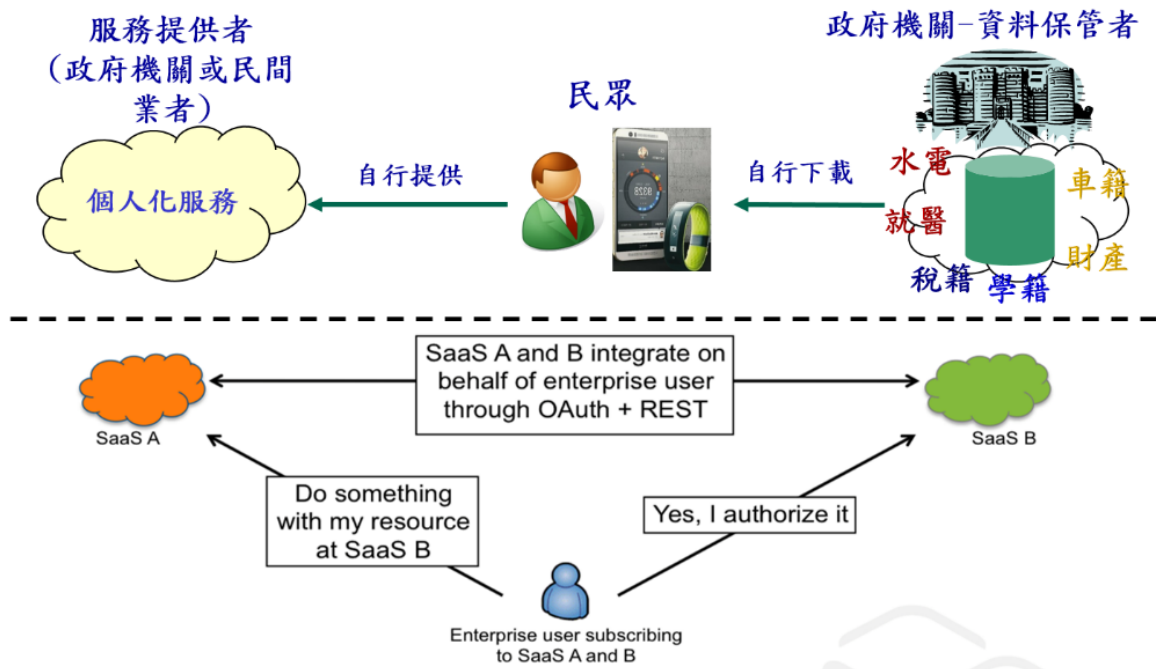 服務提供者
（政府機關或民間
業者）
個人化服務
自行提供
民眾
自行下載
政府機關-資料保管者
水電
車籍
就醫
財產
稅籍
學籍
SaaS A and B integrate on
behalf of enterprise user
through OAuth + REST
SaaS A
SaaS B
Do something
with my resource
at SaaS B
Yes, I authorize it
Enterprise user subscribing
to SaaS A and B